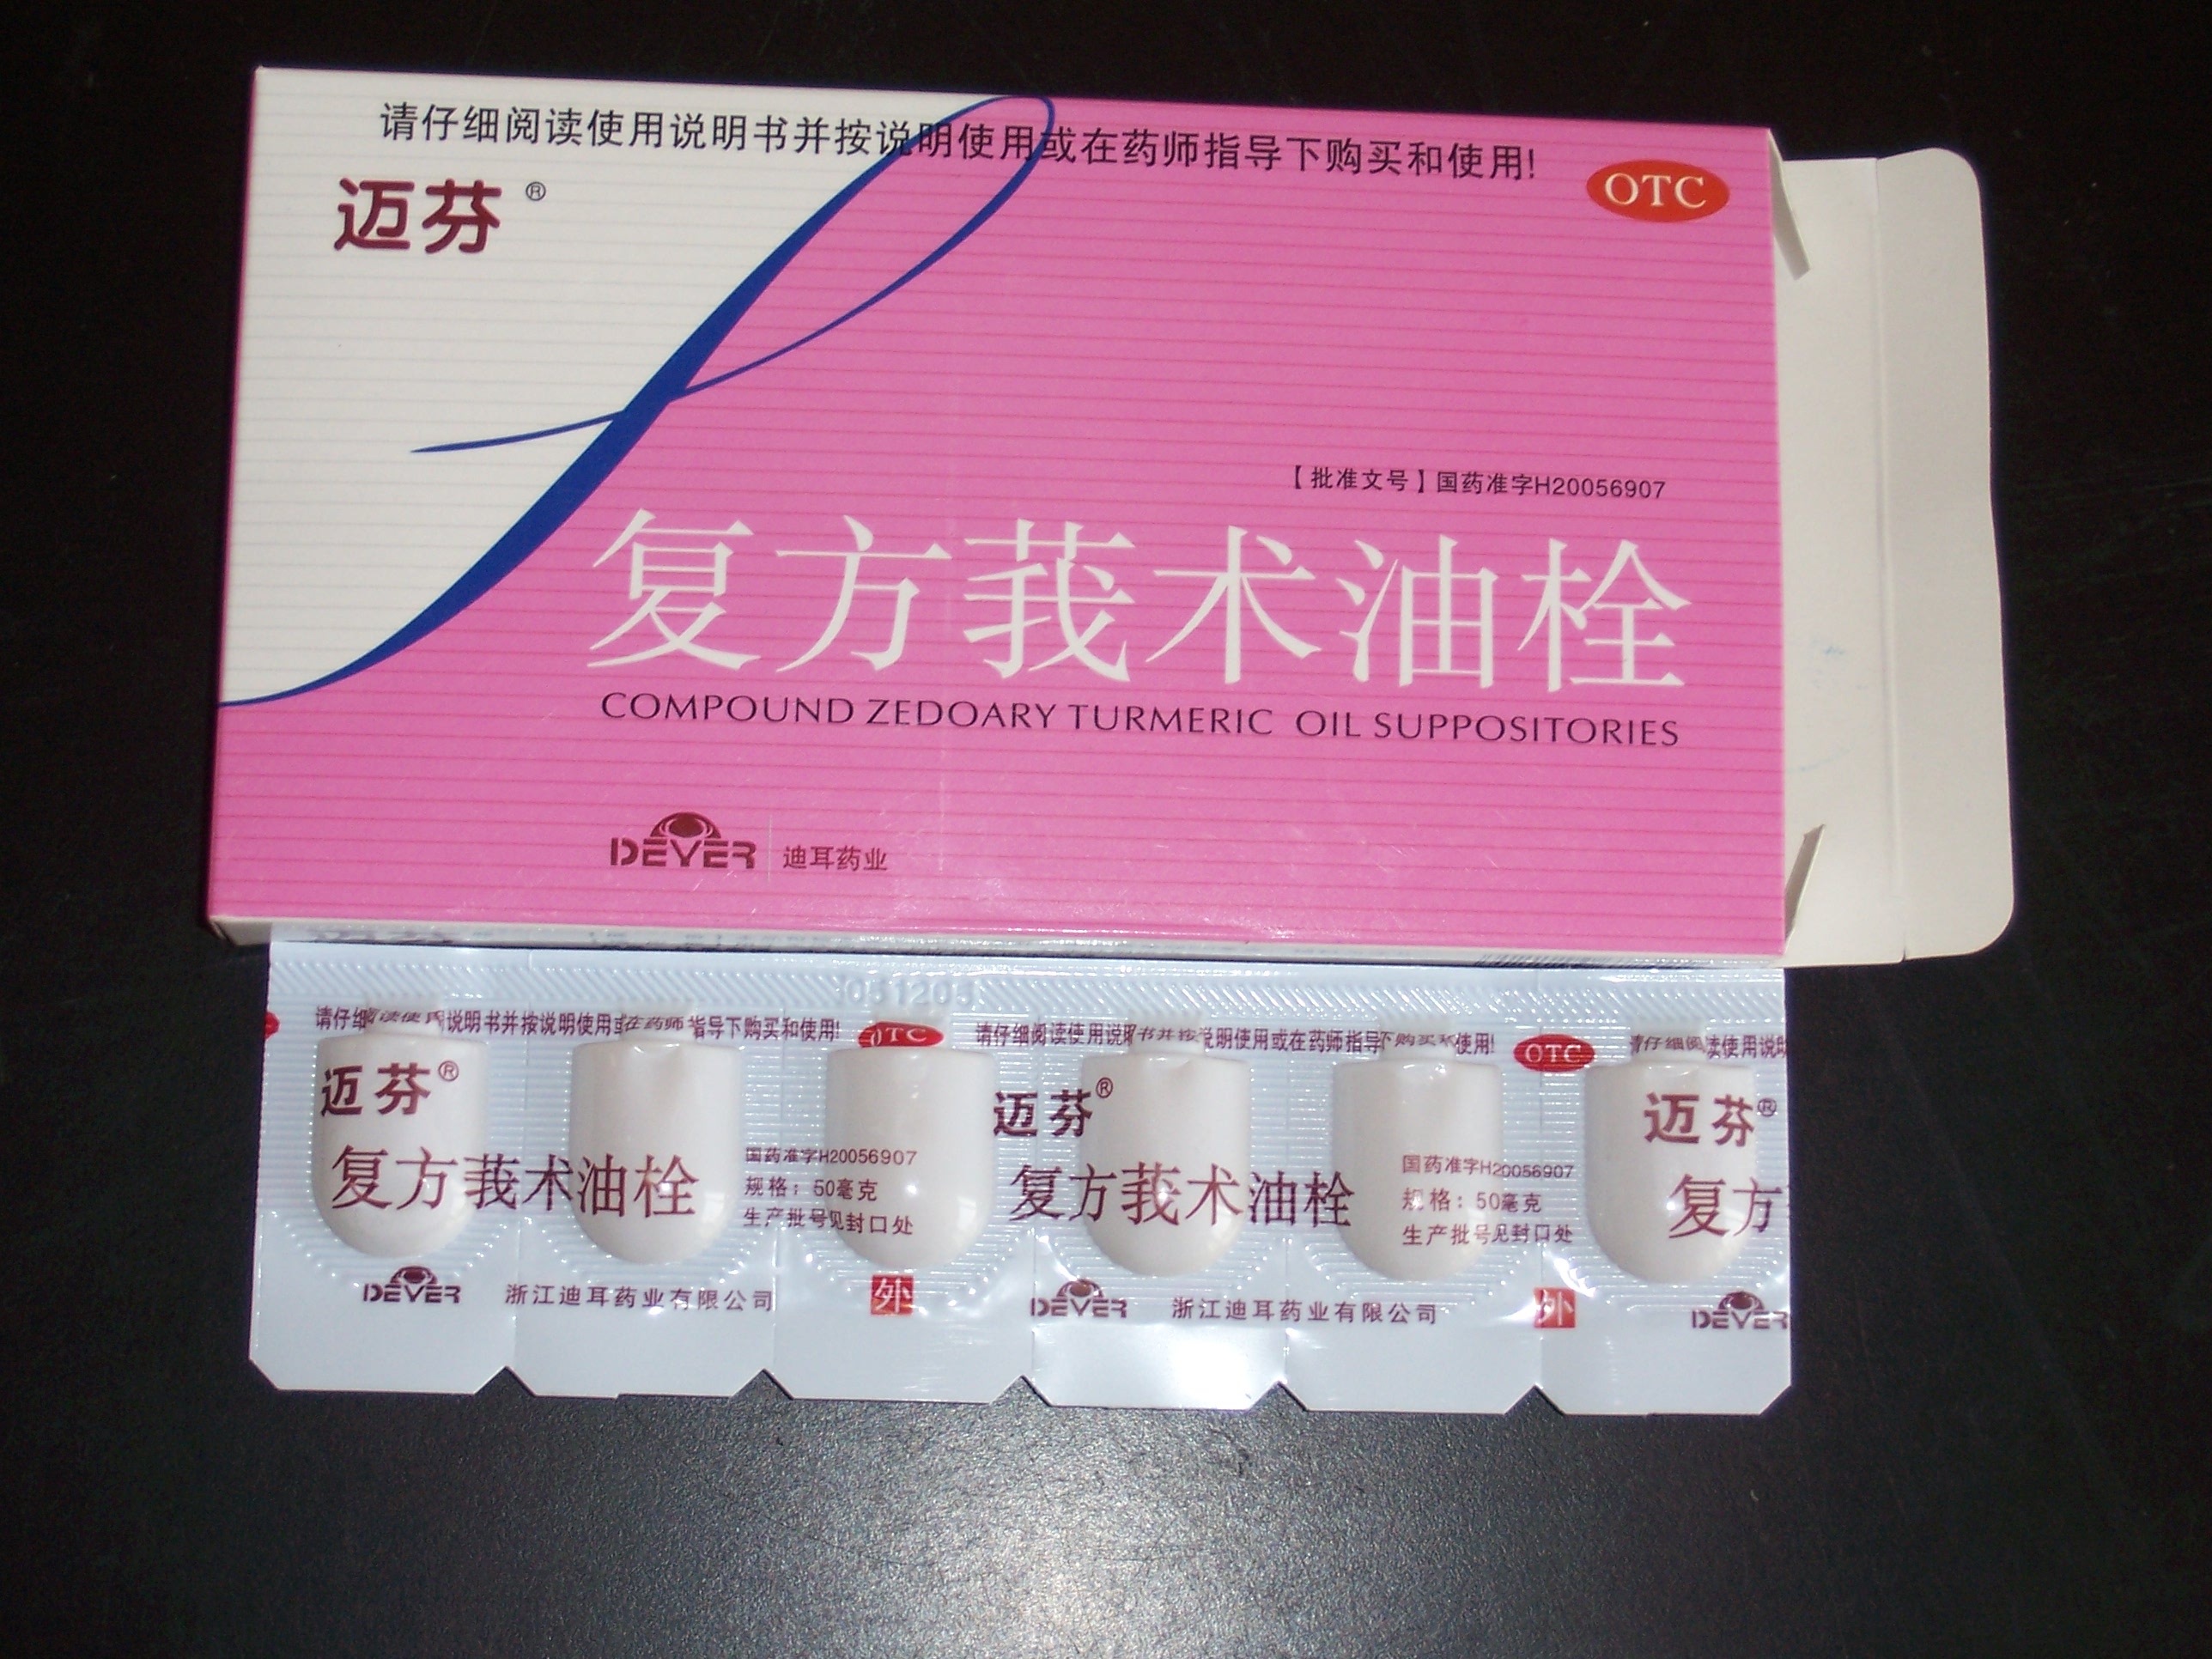 请仔细阅读使用说明书并按说明使用或在药师指导下购买和使用!
OTC
迈芬®
【批准文号】国药准字H20056907
复方莪术油栓
COMPOUND ZEDOARY TURMERIC OIL SUPPOSITORIES
DEVER 迪耳药业
请仔细阅读使用说明书并按说明使用或在药师指导下购买和使用!
OTC
请仔细阅读使用说明书并按说明使用或在药师指导下购买和使用!
OTC
请仔细阅读使用说明
迈芬®
迈芬®
迈芬®
复方莪术油栓
国药准字H20056907
规格：50毫克
生产批号见封口处
复方莪术油栓
国药准字H20056907
规格：50毫克
生产批号见封口处
复方
DEVER
浙江迪耳药业有限公司
外
DEVER
浙江迪耳药业有限公司
外
DEVER